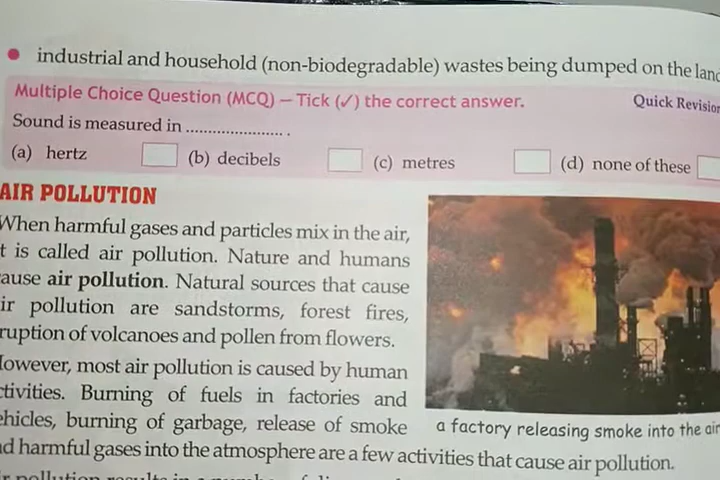 • industrial and household (non-biodegradable) wastes being dumped on the land
Multiple Choice Question (MCQ) – Tick (✓) the correct answer. Quick Revision
Sound is measured in ........................ .
(a) hertz (b) decibels (c) metres (d) none of these
AIR POLLUTION
When harmful gases and particles mix in the air,
t is called air pollution. Nature and humans
ause air pollution. Natural sources that cause
ir pollution are sandstorms, forest fires,
ruption of volcanoes and pollen from flowers.
However, most air pollution is caused by human
ctivities. Burning of fuels in factories and
ehicles, burning of garbage, release of smoke
nd harmful gases into the atmosphere are a few activities that cause air pollution.
a factory releasing smoke into the air